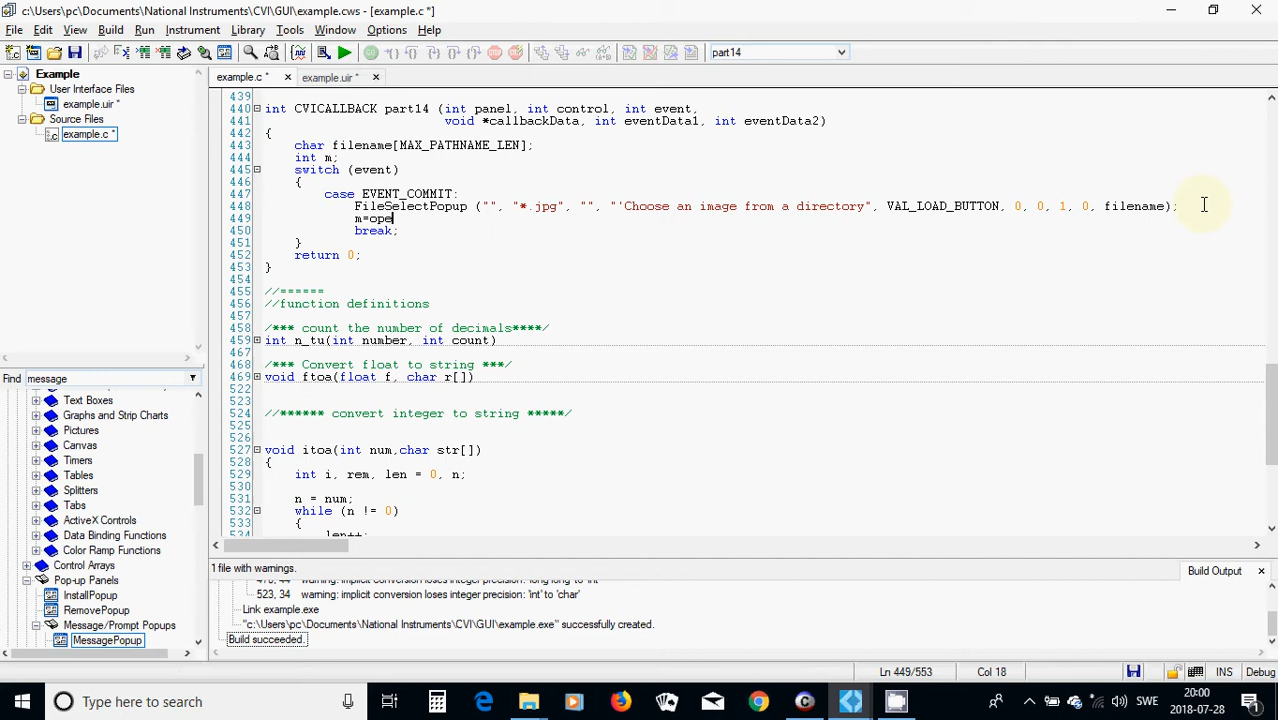 c:\Users\pc\Documents\National Instruments\CVI\GUI\example.cws - [example.c *]
File Edit View Build Run Instrument Library Tools Window Options Help
part14
Example
User Interface Files
example.uir *
Source Files
example.c *
example.c * × example.uir * ×
439
440 int CVICALLBACK part14 (int panel, int control, int event,
441 void *callbackData, int eventData1, int eventData2)
442 {
443 char filename[MAX_PATHNAME_LEN];
444 int m;
445 switch (event)
446 {
447 case EVENT_COMMIT:
448 FileSelectPopup ("", "*.jpg", "", "'Choose an image from a directory", VAL_LOAD_BUTTON, 0, 0, 1, 0, filename);
449 m=ope
450 break;
451 }
452 return 0;
453 }
454
455 //======
456 //function definitions
457
458 /*** count the number of decimals****/
459 int n_tu(int number, int count)
467
468 /*** Convert float to string ***/
469 void ftoa(float f, char r[])
522
523
524 //****** convert integer to string *****/
525
526
527 void itoa(int num,char str[])
528 {
529 int i, rem, len = 0, n;
530
531 n = num;
532 while (n != 0)
533 {
534 len++;
Find message
Text Boxes
Graphs and Strip Charts
Pictures
Canvas
Timers
Tables
Splitters
Tabs
ActiveX Controls
Data Binding Functions
Color Ramp Functions
Control Arrays
Pop-up Panels
InstallPopup
RemovePopup
Message/Prompt Popups
MessagePopup
1 file with warnings.
Build Output
warning: implicit conversion loses integer precision: 'long long' to 'int'
523, 34 warning: implicit conversion loses integer precision: 'int' to 'char'
Link example.exe
"c:\Users\pc\Documents\National Instruments\CVI\GUI\example.exe" successfully created.
Build succeeded.
Ln 449/553 Col 18 INS Debug
Type here to search
SWE
20:00
2018-07-28